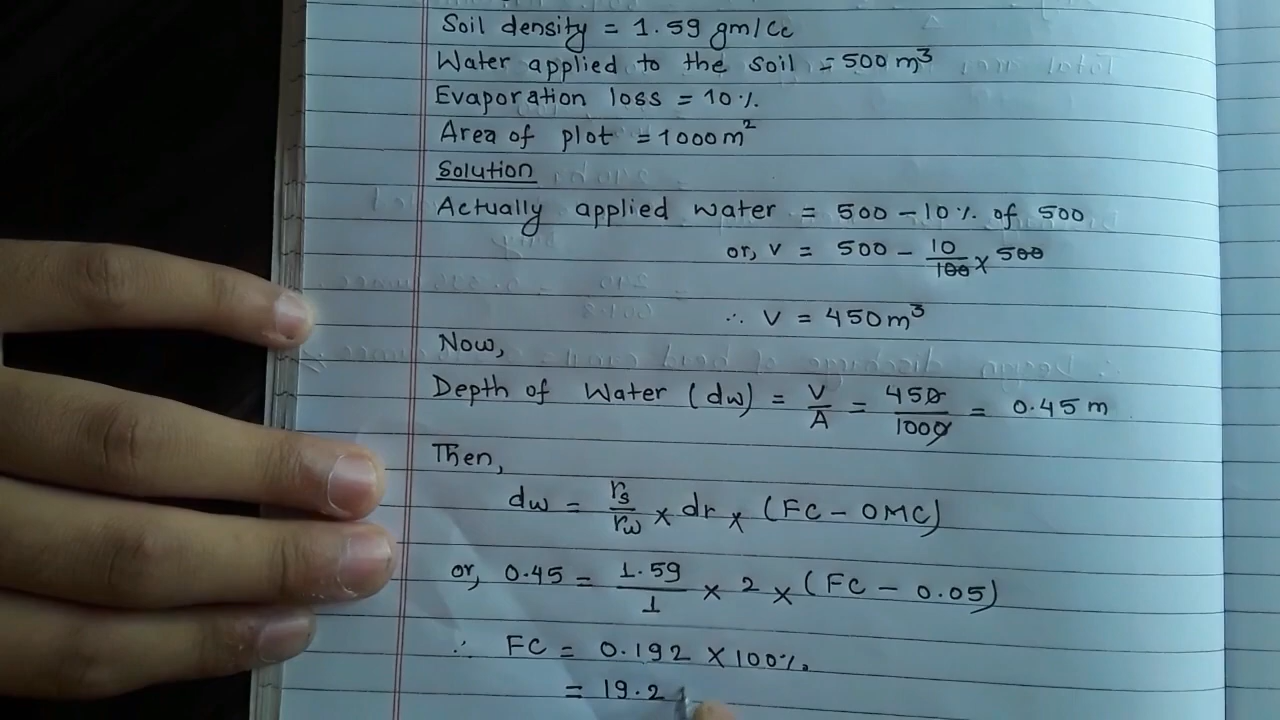 Soil density = 1.59 gm/cc
Water applied to the soil = 500 m³
Evaporation loss = 10%.
Area of plot = 1000 m²
Solution
Actually applied water = 500 - 10% of 500
or, V = 500 - 10/100 × 500
∴ V = 450 m³
Now,
Depth of Water (dw) = V/A = 450/1000 = 0.45 m
Then,
dw = rs/rw × dr × (FC - OMC)
or, 0.45 = 1.59/1 × 2 × (FC - 0.05)
∴ FC = 0.192 × 100%.
= 19.2